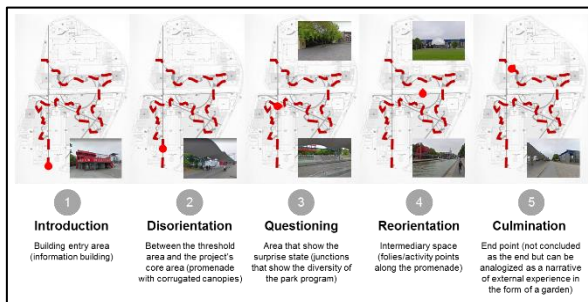 1
Introduction
Building entry area
(information building)
2
Disorientation
Between the threshold
area and the project's
core area (promenade
with corrugated canopies)
3
Questioning
Area that show the
surprise state (junctions
that show the diversity of
the park program)
4
Reorientation
Intermediary space
(folies/activity points
along the promenade)
5
Culmination
End point (not concluded
as the end but can be
analogized as a narrative
of external experience in
the form of a garden)